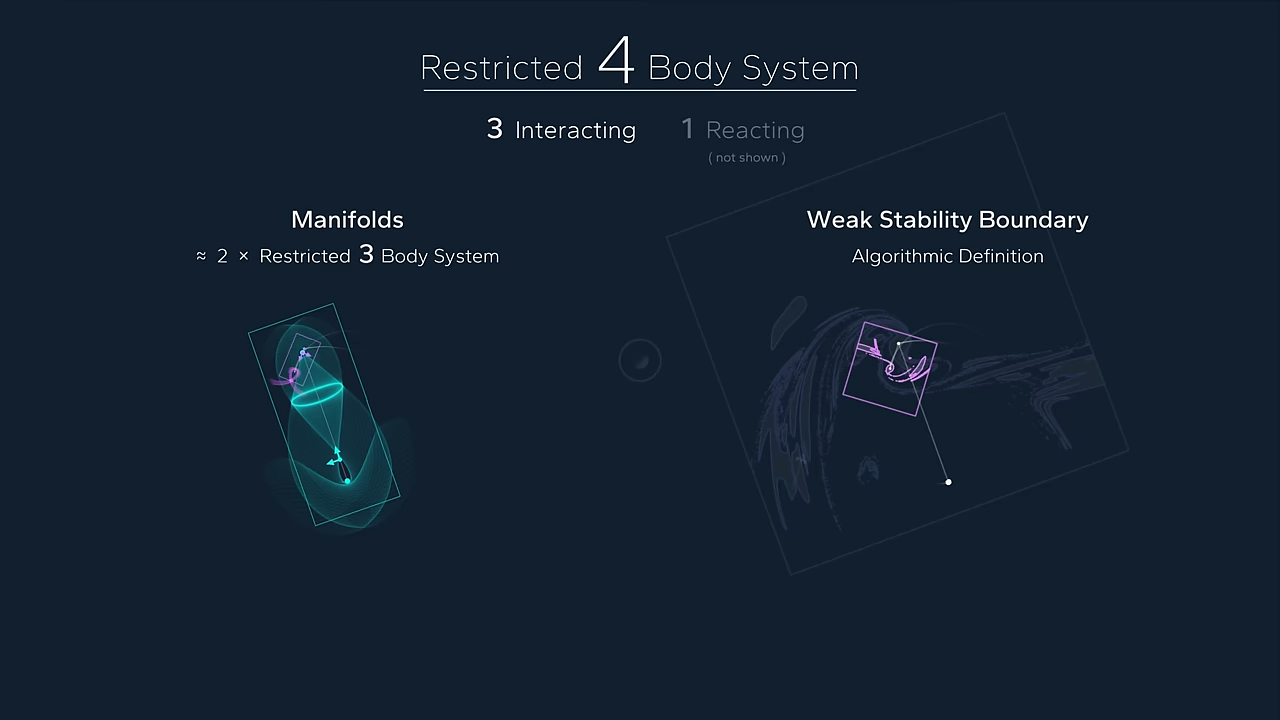 Restricted 4 Body System
3 Interacting 1 Reacting
( not shown )
Manifolds
≈ 2 × Restricted 3 Body System
Weak Stability Boundary
Algorithmic Definition